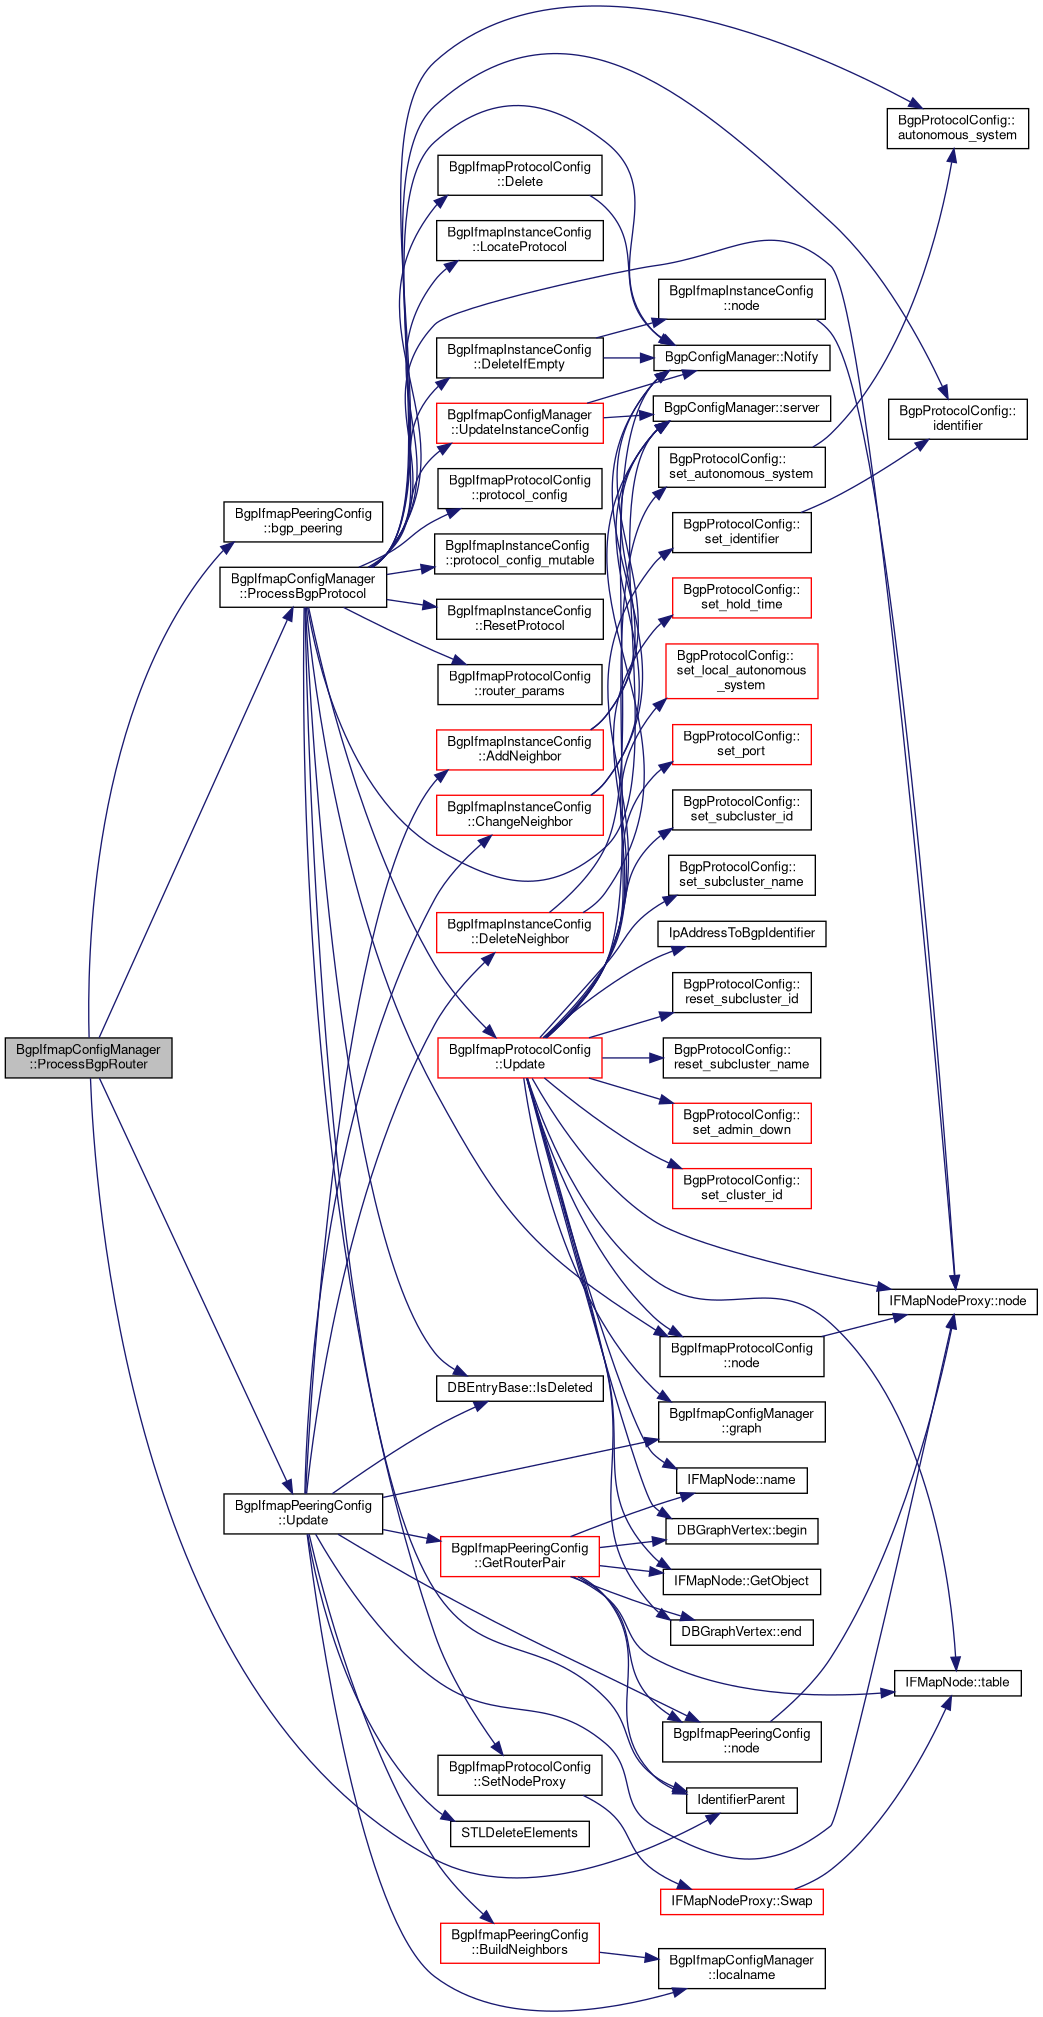 BgpProtocolConfig::
autonomous_system
BgpIfmapProtocolConfig
::Delete
BgpIfmapInstanceConfig
::LocateProtocol
BgpIfmapInstanceConfig
::node
BgpIfmapInstanceConfig
::DeleteIfEmpty
BgpConfigManager::Notify
BgpConfigManager::server
BgpProtocolConfig::
identifier
BgpIfmapConfigManager
::UpdateInstanceConfig
BgpProtocolConfig::
set_autonomous_system
BgpIfmapInstanceConfig
::protocol_config
BgpIfmapPeeringConfig
::bgp_peering
BgpProtocolConfig::
set_identifier
BgpIfmapInstanceConfig
::protocol_config_mutable
BgpIfmapConfigManager
::ProcessBgpProtocol
BgpProtocolConfig::
set_hold_time
BgpIfmapInstanceConfig
::ResetProtocol
BgpProtocolConfig::
set_local_autonomous
_system
BgpIfmapProtocolConfig
::router_params
BgpIfmapInstanceConfig
::AddNeighbor
BgpProtocolConfig::
set_port
BgpIfmapInstanceConfig
::ChangeNeighbor
BgpProtocolConfig::
set_subcluster_id
BgpProtocolConfig::
set_subcluster_name
BgpIfmapInstanceConfig
::DeleteNeighbor
IpAddressToBgpIdentifier
BgpProtocolConfig::
reset_subcluster_id
BgpIfmapConfigManager
::ProcessBgpRouter
BgpIfmapProtocolConfig
::Update
BgpProtocolConfig::
reset_subcluster_name
BgpProtocolConfig::
set_admin_down
BgpProtocolConfig::
set_cluster_id
IFMapNodeProxy::node
BgpIfmapProtocolConfig
::node
DBEntryBase::IsDeleted
BgpIfmapConfigManager
::graph
IFMapNode::name
BgpIfmapPeeringConfig
::Update
DBGraphVertex::begin
BgpIfmapPeeringConfig
::GetRouterPair
IFMapNode::GetObject
DBGraphVertex::end
IFMapNode::table
BgpIfmapPeeringConfig
::node
BgpIfmapProtocolConfig
::SetNodeProxy
IdentifierParent
STLDeleteElements
IFMapNodeProxy::Swap
BgpIfmapPeeringConfig
::BuildNeighbors
BgpIfmapConfigManager
::localname